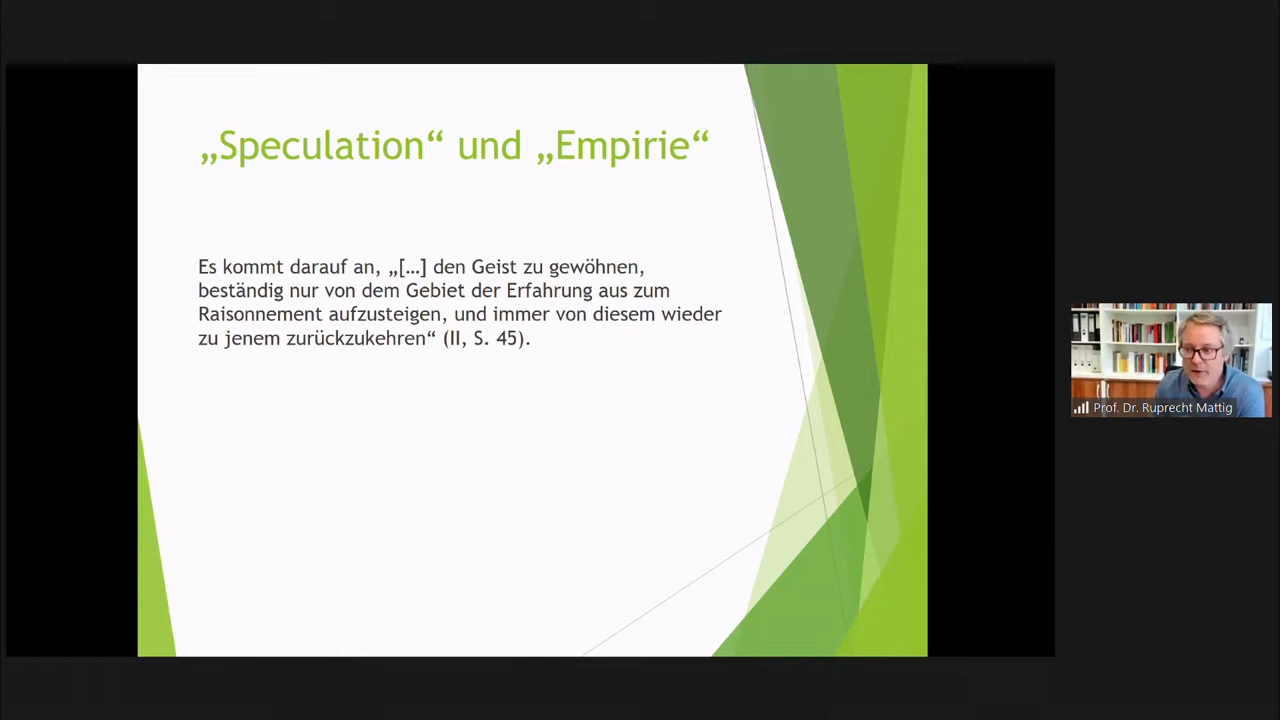 „Speculation“ und „Empirie“
Es kommt darauf an, „[…] den Geist zu gewöhnen,
beständig nur von dem Gebiet der Erfahrung aus zum
Raisonnement aufzusteigen, und immer von diesem wieder
zu jenem zurückzukehren“ (II, S. 45).
Prof. Dr. Ruprecht Mattig